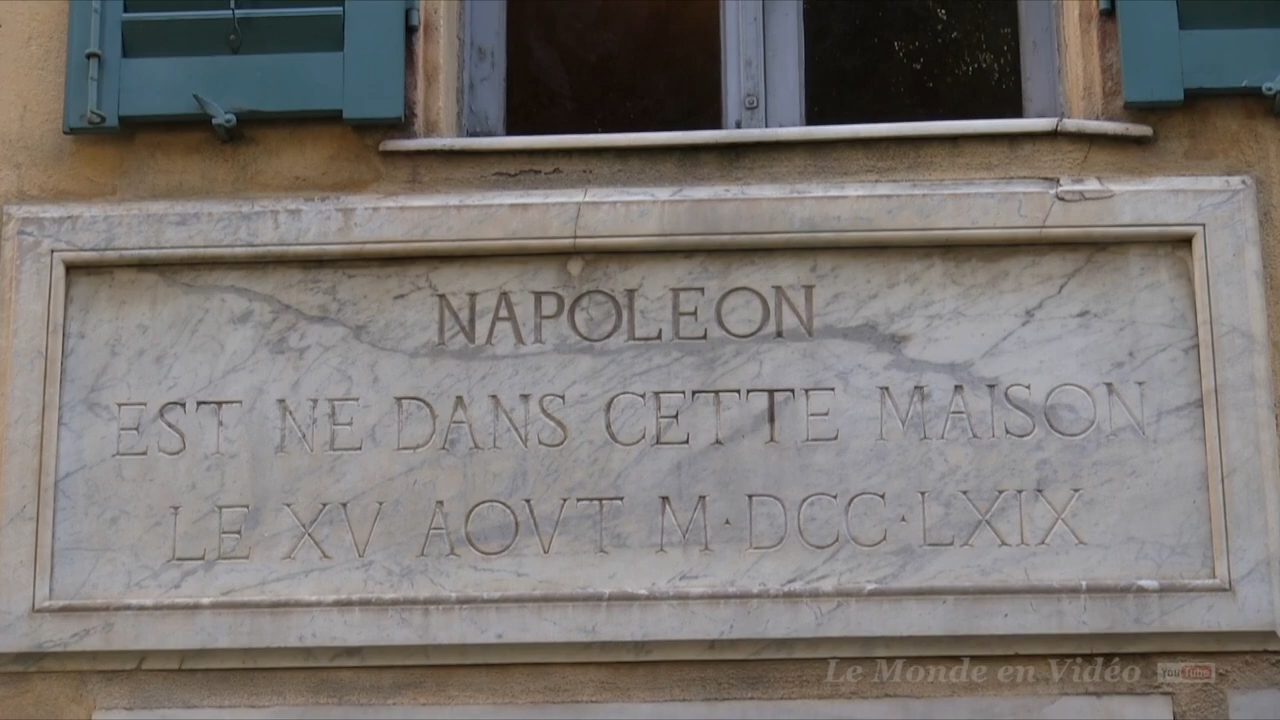 NAPOLEON
EST NE DANS CETTE MAISON
LE XV AOVT M·DCC·LXIX
Le Monde en Vidéo YouTube